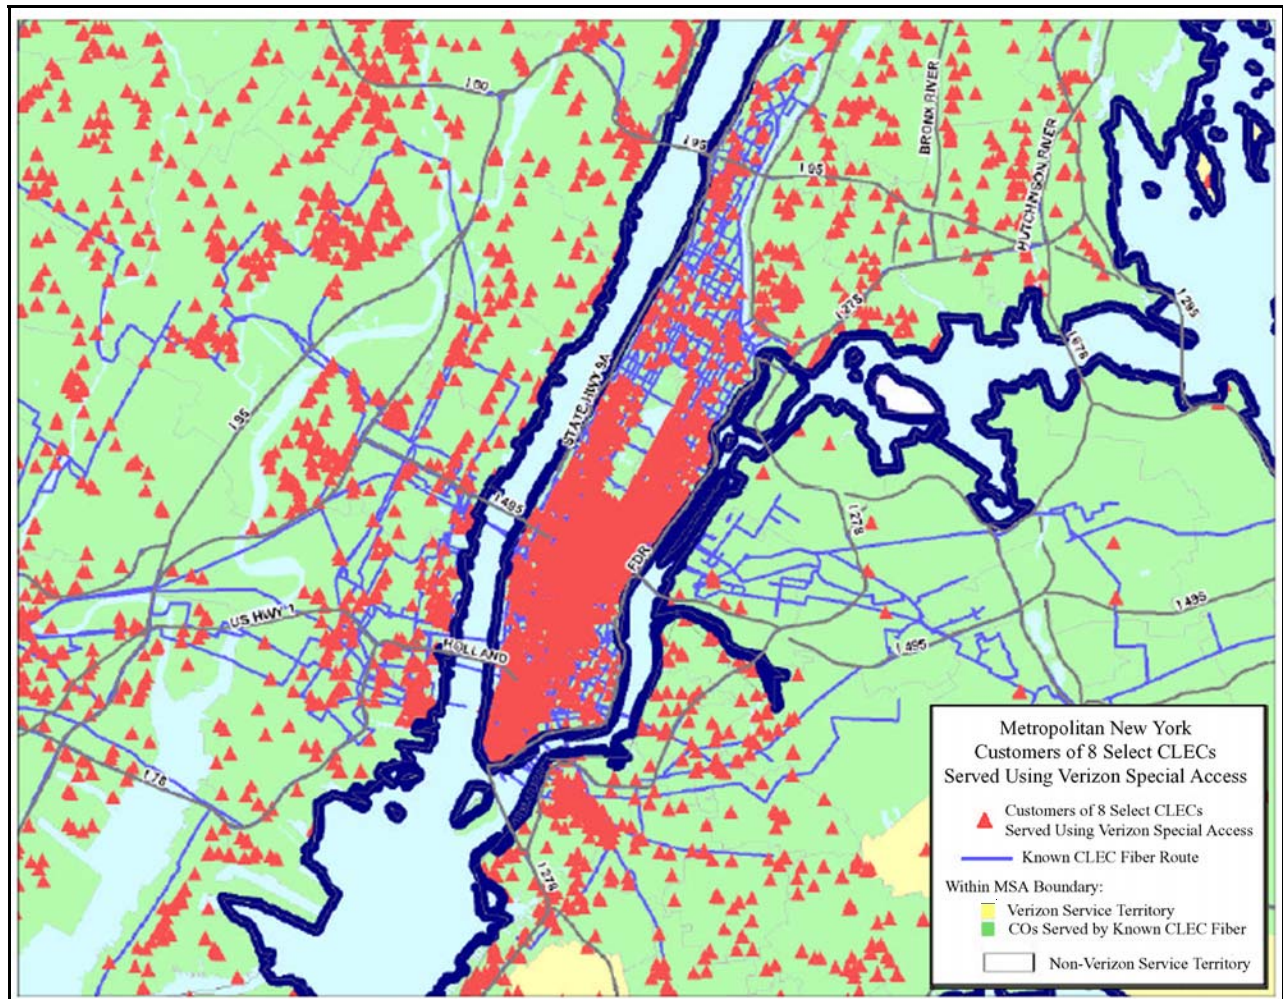 I 80
I 95
I 95
BRONX RIVER
HUTCHINSON RIVER
I 295
I 278
I 678
STATE HWY 9A
I 95
I 495
I 278
FDR
US HWY 1
HOLLAND
I 495
I 495
I 78
I 278
Metropolitan New York
Customers of 8 Select CLECs
Served Using Verizon Special Access
Customers of 8 Select CLECs
Served Using Verizon Special Access
Known CLEC Fiber Route
Within MSA Boundary:
Verizon Service Territory
COs Served by Known CLEC Fiber
Non-Verizon Service Territory